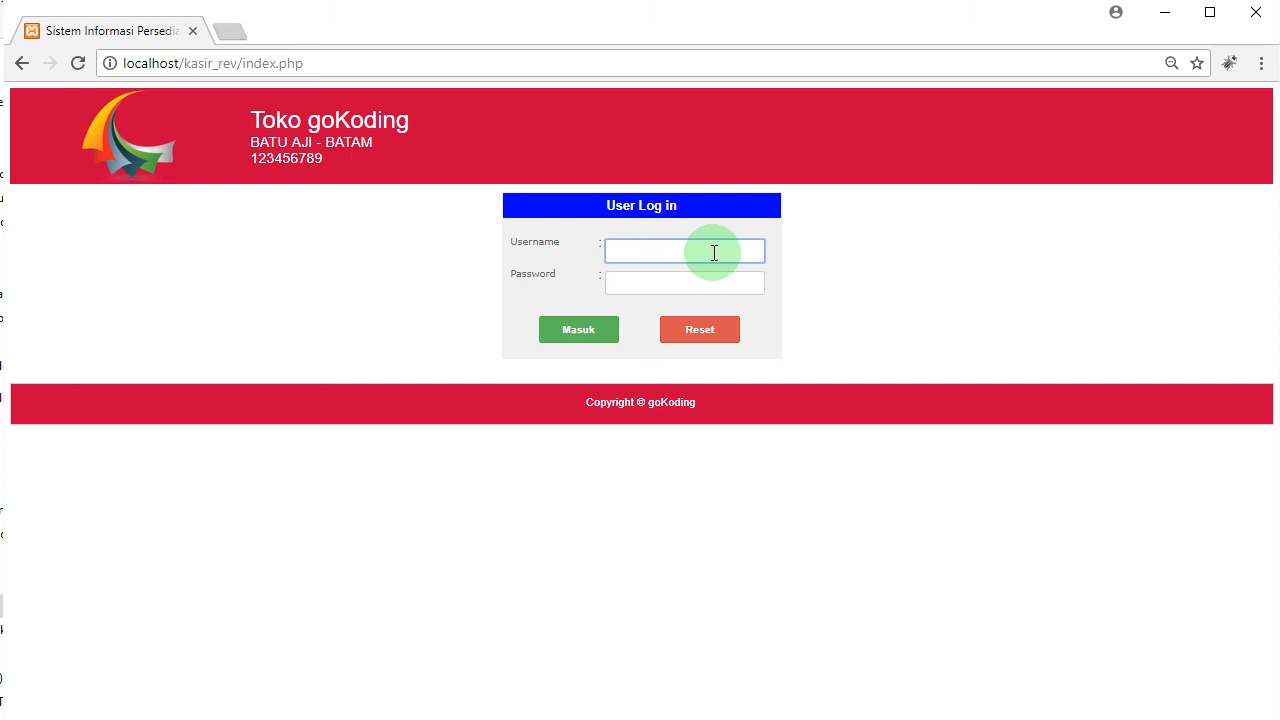 Sistem Informasi Persedia
localhost/kasir_rev/index.php
Toko goKoding
BATU AJI - BATAM
123456789
User Log in
Username :
Password :
Masuk Reset
Copyright © goKoding